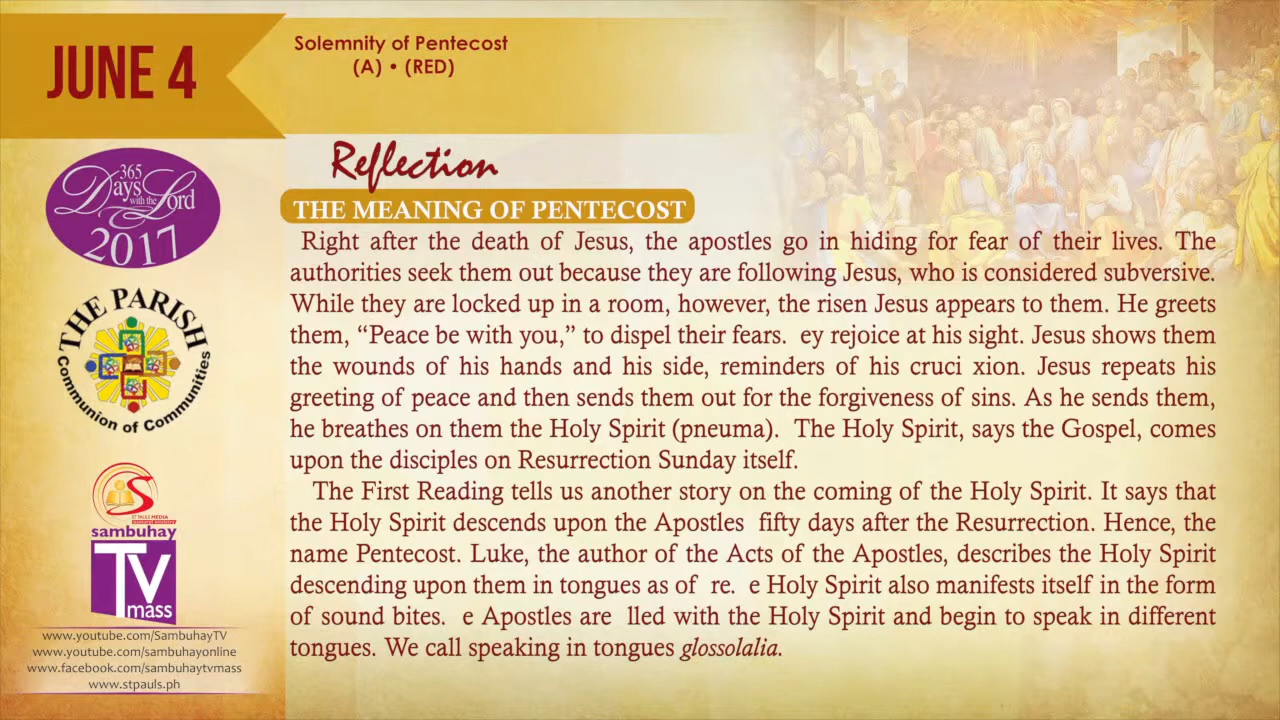 JUNE 4
Solemnity of Pentecost
(A) • (RED)
365
Days
with the
Lord
2017
THE PARISH
Communion of Communities
ST PAULS MEDIA
sambuhay
TV
mass
www.youtube.com/SambuhayTV
www.youtube.com/sambuhayonline
www.facebook.com/sambuhaytvmass
www.stpauls.ph
Reflection
THE MEANING OF PENTECOST
Right after the death of Jesus, the apostles go in hiding for fear of their lives. The
authorities seek them out because they are following Jesus, who is considered subversive.
While they are locked up in a room, however, the risen Jesus appears to them. He greets
them, “Peace be with you,” to dispel their fears.  ey rejoice at his sight. Jesus shows them
the wounds of his hands and his side, reminders of his cruci xion. Jesus repeats his
greeting of peace and then sends them out for the forgiveness of sins. As he sends them,
he breathes on them the Holy Spirit (pneuma).  The Holy Spirit, says the Gospel, comes
upon the disciples on Resurrection Sunday itself.
The First Reading tells us another story on the coming of the Holy Spirit. It says that
the Holy Spirit descends upon the Apostles  fifty days after the Resurrection. Hence, the
name Pentecost. Luke, the author of the Acts of the Apostles, describes the Holy Spirit
descending upon them in tongues as of  re.  e Holy Spirit also manifests itself in the form
of sound bites.  e Apostles are  lled with the Holy Spirit and begin to speak in different
tongues. We call speaking in tongues glossolalia.